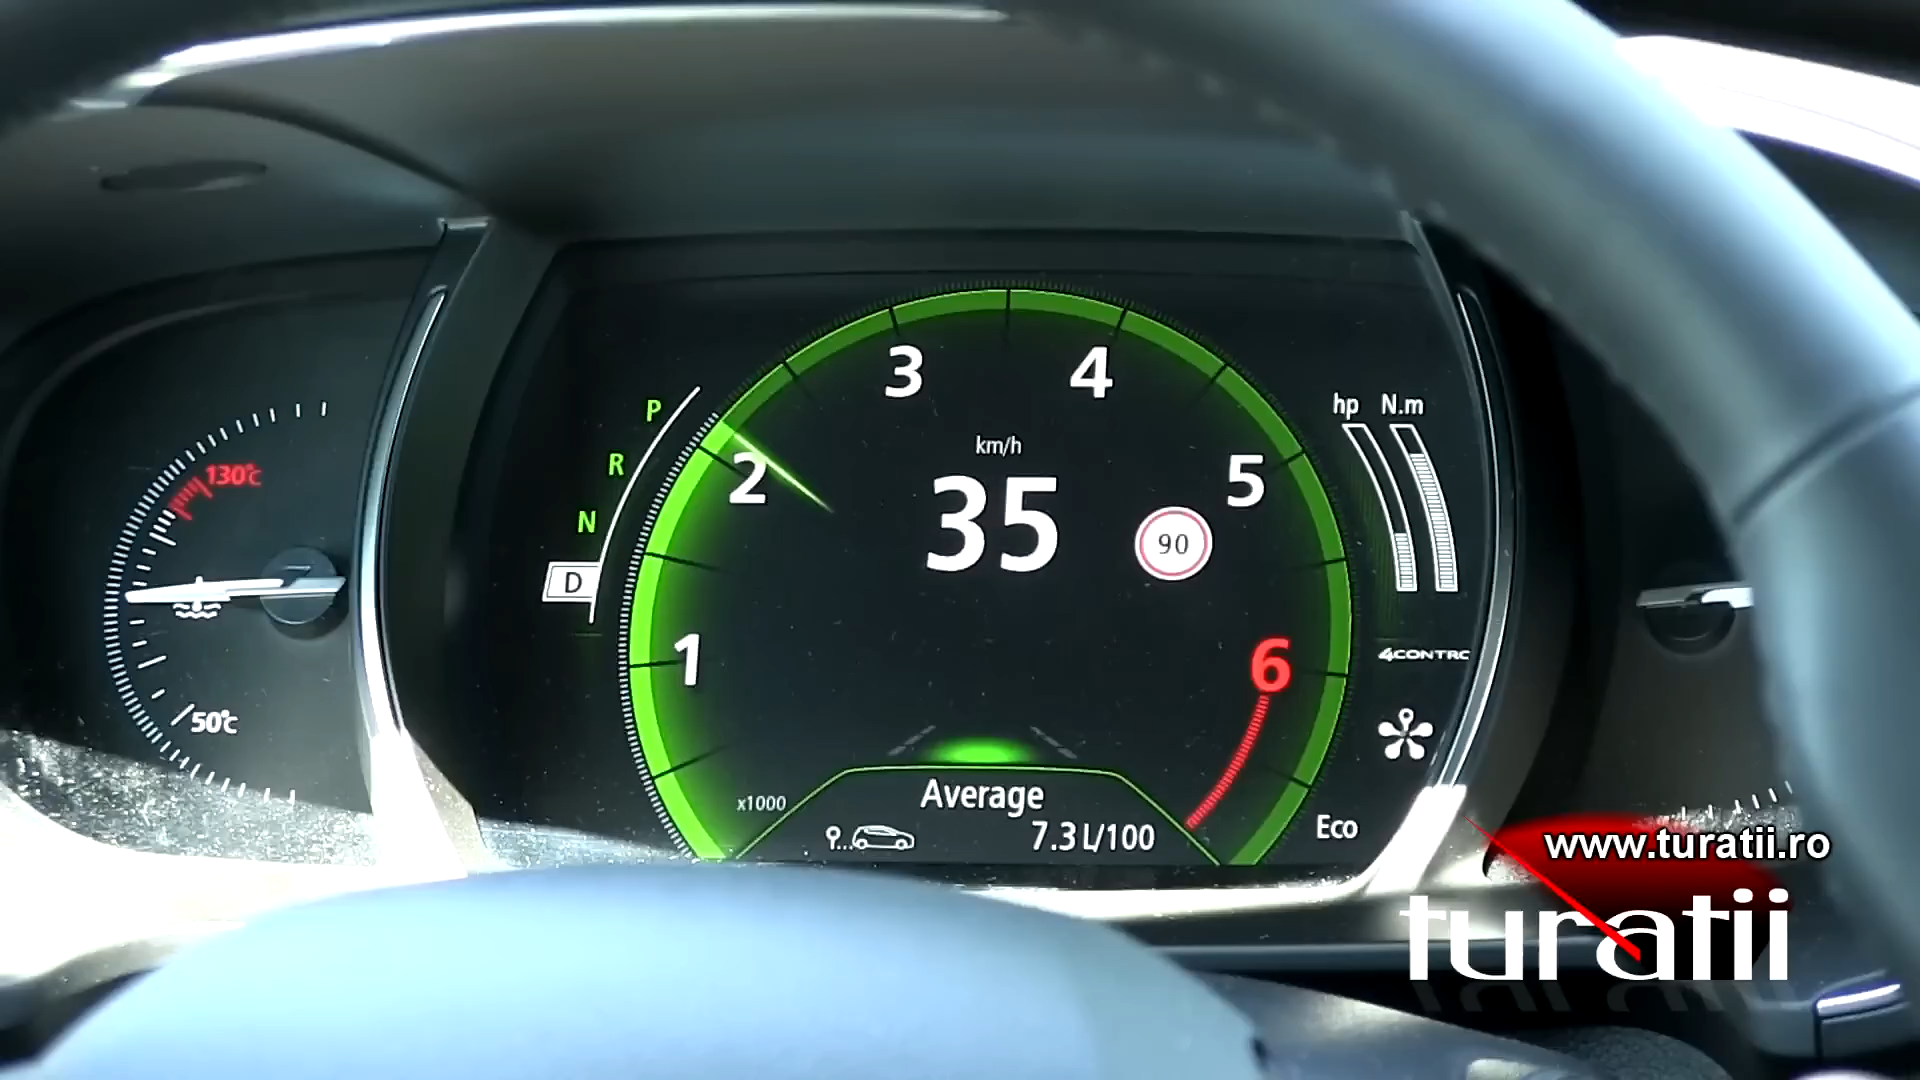 130°c
50°c
P
R
N
D
1
2
3
4
5
6
x1000
km/h
35
90
hp N.m
4CONTRO
Eco
Average
7.3 L/100
www.turatii.ro
turatii